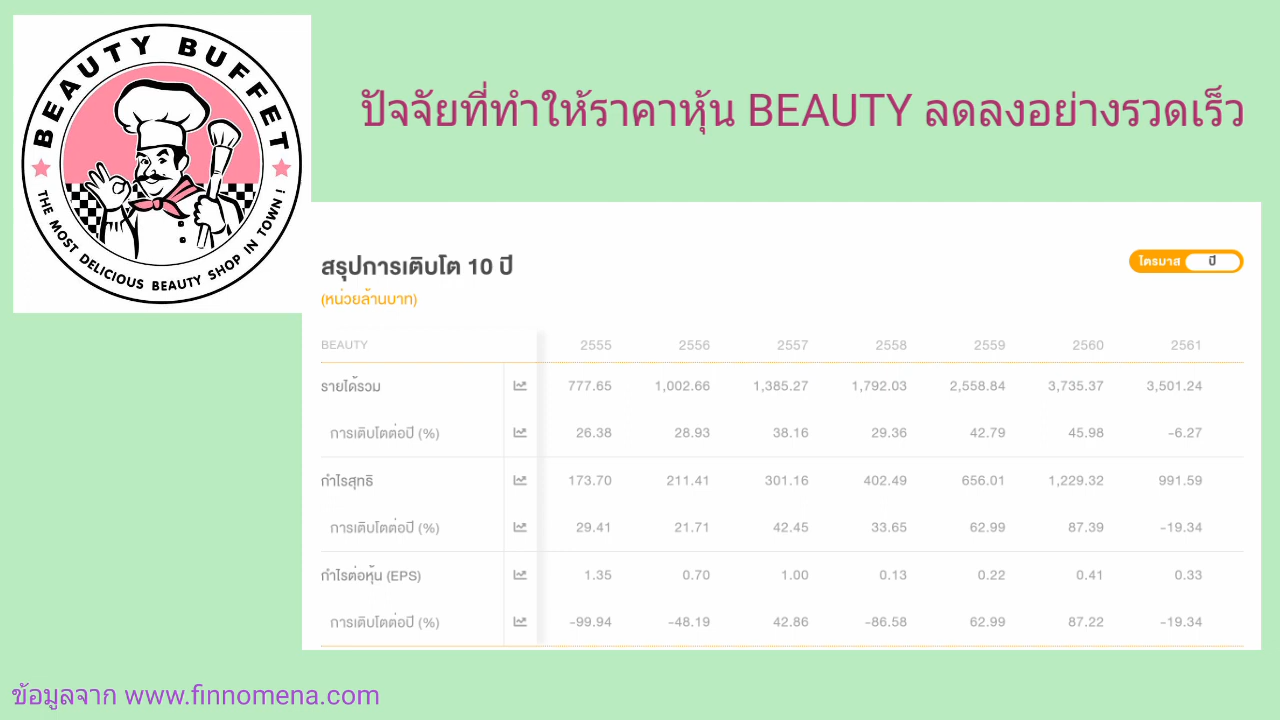 BEAUTY BUFFET
THE MOST DELICIOUS BEAUTY SHOP IN TOWN !
ปัจจัยที่ทำให้ราคาหุ้น BEAUTY ลดลงอย่างรวดเร็ว
สรุปการเติบโต 10 ปี
(หน่วยล้านบาท)
ไตรมาส ปี
BEAUTY 2555 2556 2557 2558 2559 2560 2561
รายได้รวม 777.65 1,002.66 1,385.27 1,792.03 2,558.84 3,735.37 3,501.24
การเติบโตต่อปี (%) 26.38 28.93 38.16 29.36 42.79 45.98 -6.27
กำไรสุทธิ 173.70 211.41 301.16 402.49 656.01 1,229.32 991.59
การเติบโตต่อปี (%) 29.41 21.71 42.45 33.65 62.99 87.39 -19.34
กำไรต่อหุ้น (EPS) 1.35 0.70 1.00 0.13 0.22 0.41 0.33
การเติบโตต่อปี (%) -99.94 -48.19 42.86 -86.58 62.99 87.22 -19.34
ข้อมูลจาก www.finnomena.com